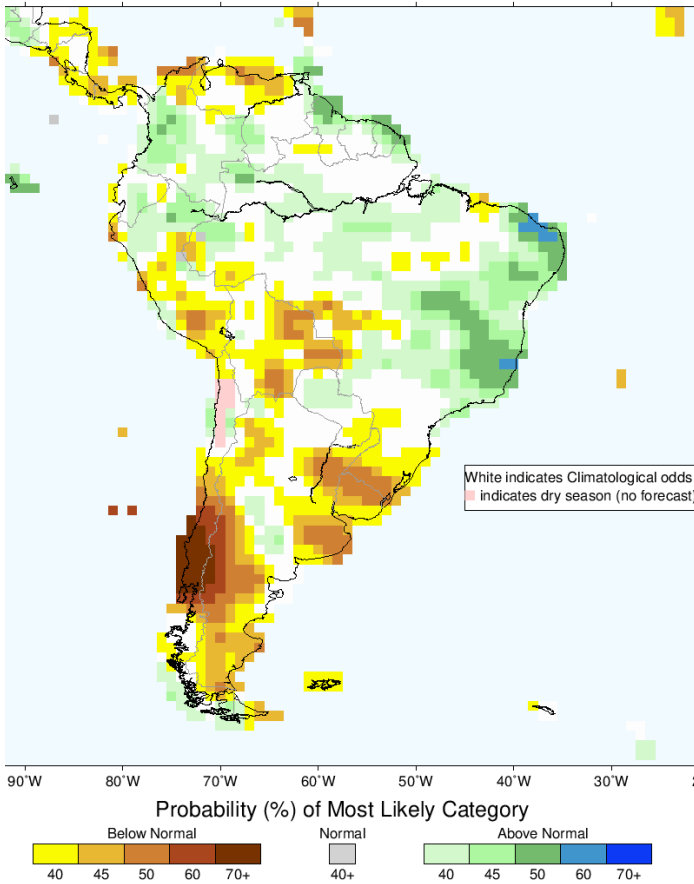 White indicates Climatological odds
indicates dry season (no forecast)
90°W 80°W 70°W 60°W 50°W 40°W 30°W 2
Probability (%) of Most Likely Category
Below Normal Normal Above Normal
40 45 50 60 70+ 40+ 40 45 50 60 70+